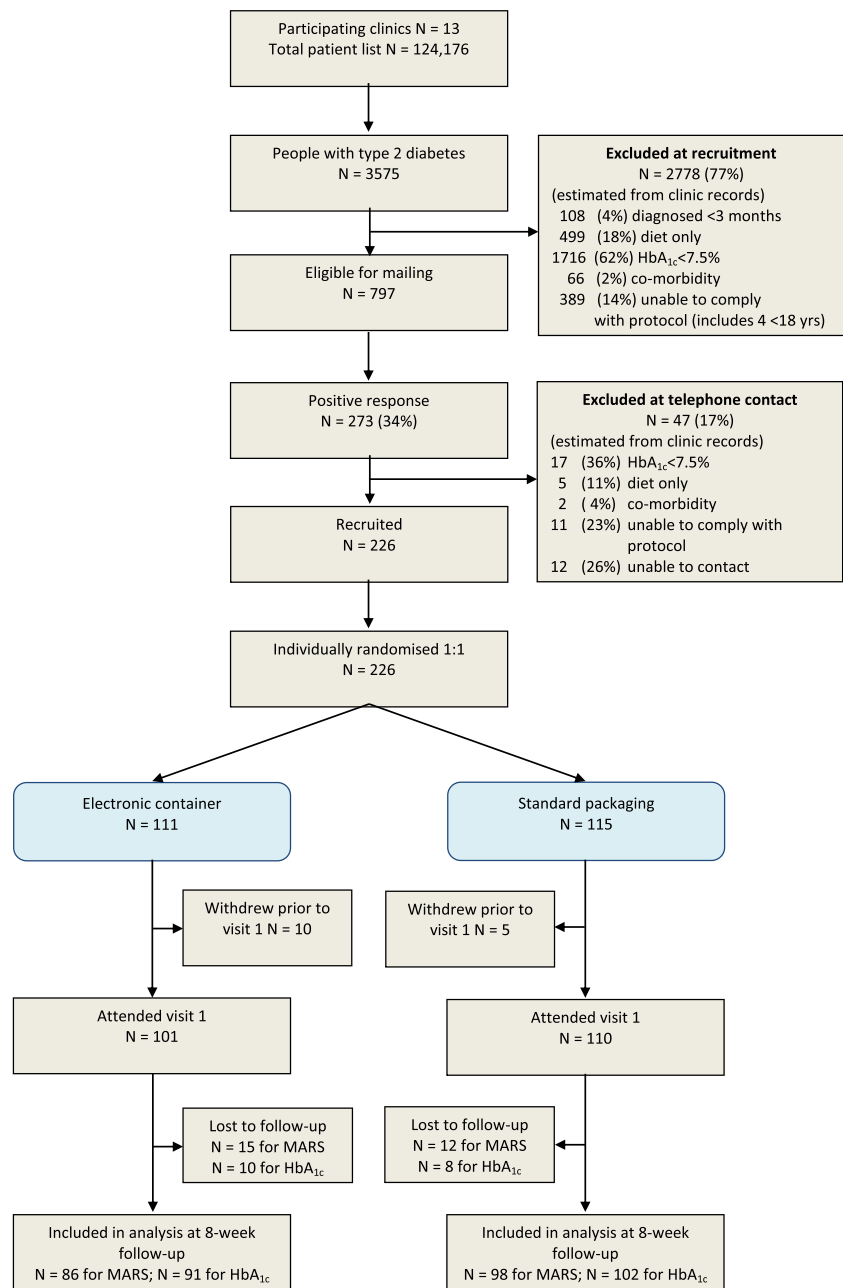 Participating clinics N = 13
Total patient list N = 124,176
People with type 2 diabetes
N = 3575
Excluded at recruitment
N = 2778 (77%)
(estimated from clinic records)
108 (4%) diagnosed <3 months
499 (18%) diet only
1716 (62%) HbA1c<7.5%
66 (2%) co-morbidity
389 (14%) unable to comply
with protocol (includes 4 <18 yrs)
Eligible for mailing
N = 797
Positive response
N = 273 (34%)
Excluded at telephone contact
N = 47 (17%)
(estimated from clinic records)
17 (36%) HbA1c<7.5%
5 (11%) diet only
2 ( 4%) co-morbidity
11 (23%) unable to comply with
protocol
12 (26%) unable to contact
Recruited
N = 226
Individually randomised 1:1
N = 226
Electronic container
N = 111
Standard packaging
N = 115
Withdrew prior to
visit 1 N = 10
Withdrew prior to
visit 1 N = 5
Attended visit 1
N = 101
Attended visit 1
N = 110
Lost to follow-up
N = 15 for MARS
N = 10 for HbA1c
Lost to follow-up
N = 12 for MARS
N = 8 for HbA1c
Included in analysis at 8-week
follow-up
N = 86 for MARS; N = 91 for HbA1c
Included in analysis at 8-week
follow-up
N = 98 for MARS; N = 102 for HbA1c